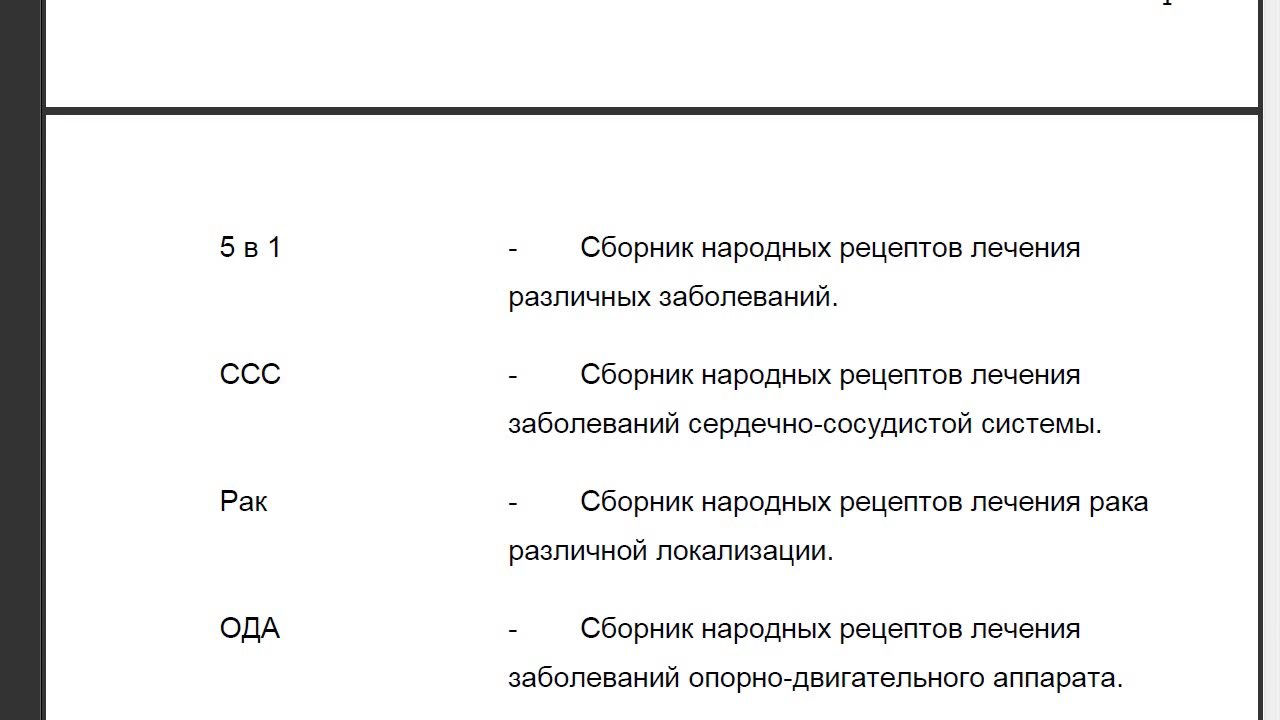 5 в 1 - Сборник народных рецептов лечения
различных заболеваний.
ССС - Сборник народных рецептов лечения
заболеваний сердечно-сосудистой системы.
Рак - Сборник народных рецептов лечения рака
различной локализации.
ОДА - Сборник народных рецептов лечения
заболеваний опорно-двигательного аппарата.